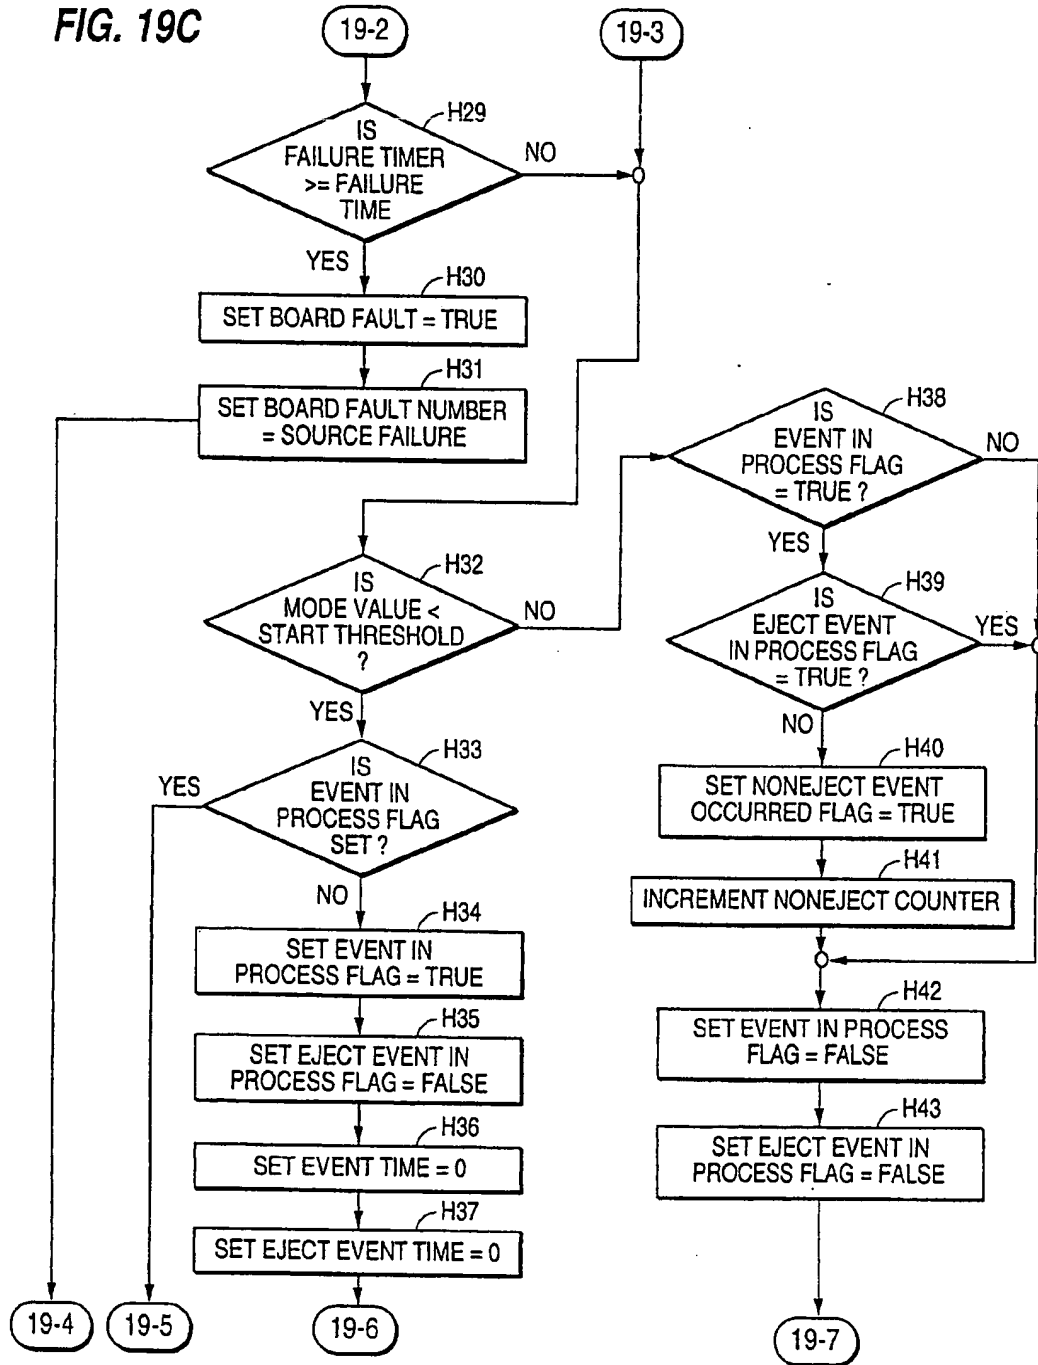 FIG. 19C
19-2
19-3
H29
IS
FAILURE TIMER
>= FAILURE
TIME
NO
YES
H30
SET BOARD FAULT = TRUE
H31
SET BOARD FAULT NUMBER
= SOURCE FAILURE
H32
IS
MODE VALUE <
START THRESHOLD
?
NO
YES
H33
IS
EVENT IN
PROCESS FLAG
SET ?
YES
NO
H34
SET EVENT IN
PROCESS FLAG = TRUE
H35
SET EJECT EVENT IN
PROCESS FLAG = FALSE
H36
SET EVENT TIME = 0
H37
SET EJECT EVENT TIME = 0
H38
IS
EVENT IN
PROCESS FLAG
= TRUE ?
NO
YES
H39
IS
EJECT EVENT
IN PROCESS FLAG
= TRUE ?
YES
NO
H40
SET NONEJECT EVENT
OCCURRED FLAG = TRUE
H41
INCREMENT NONEJECT COUNTER
H42
SET EVENT IN PROCESS
FLAG = FALSE
H43
SET EJECT EVENT IN
PROCESS FLAG = FALSE
19-4
19-5
19-6
19-7